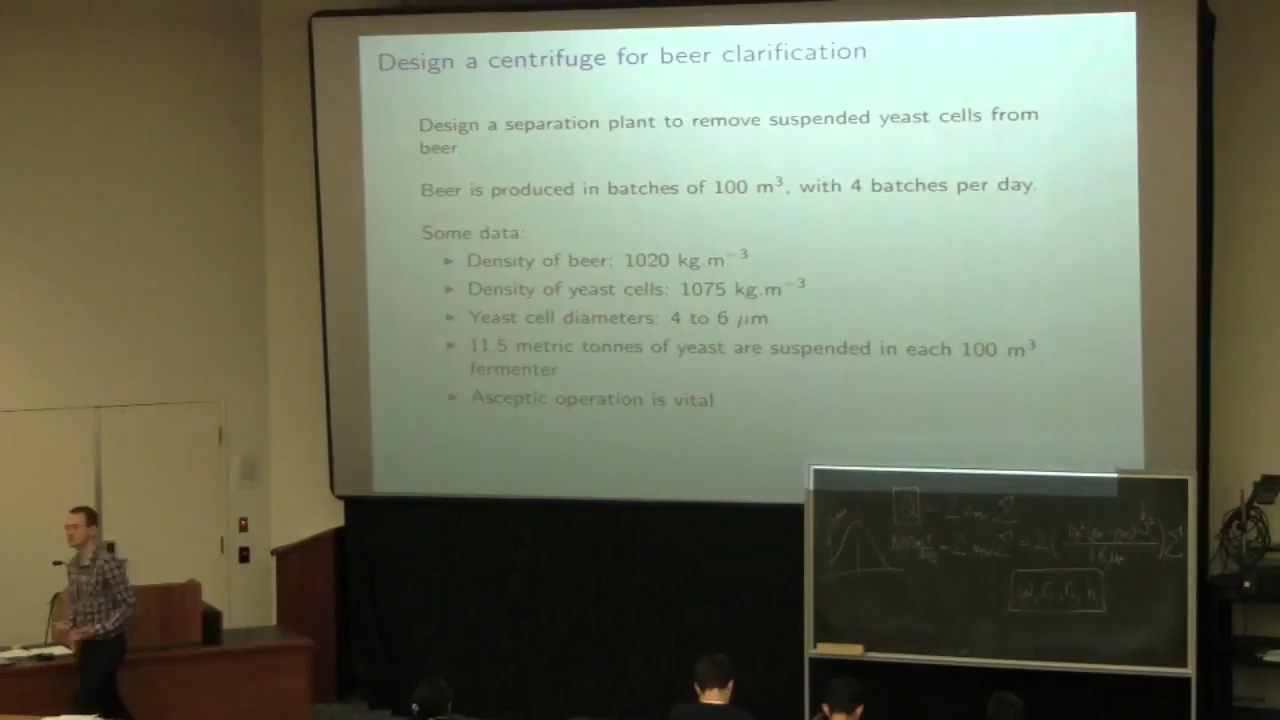 Design a centrifuge for beer clarification
Design a separation plant to remove suspended yeast cells from
beer.
Beer is produced in batches of 100 m³, with 4 batches per day.
Some data:
▶ Density of beer: 1020 kg.m⁻³
▶ Density of yeast cells: 1075 kg.m⁻³
▶ Yeast cell diameters: 4 to 6 μm
▶ 11.5 metric tonnes of yeast are suspended in each 100 m³
fermenter
▶ Asceptic operation is vital